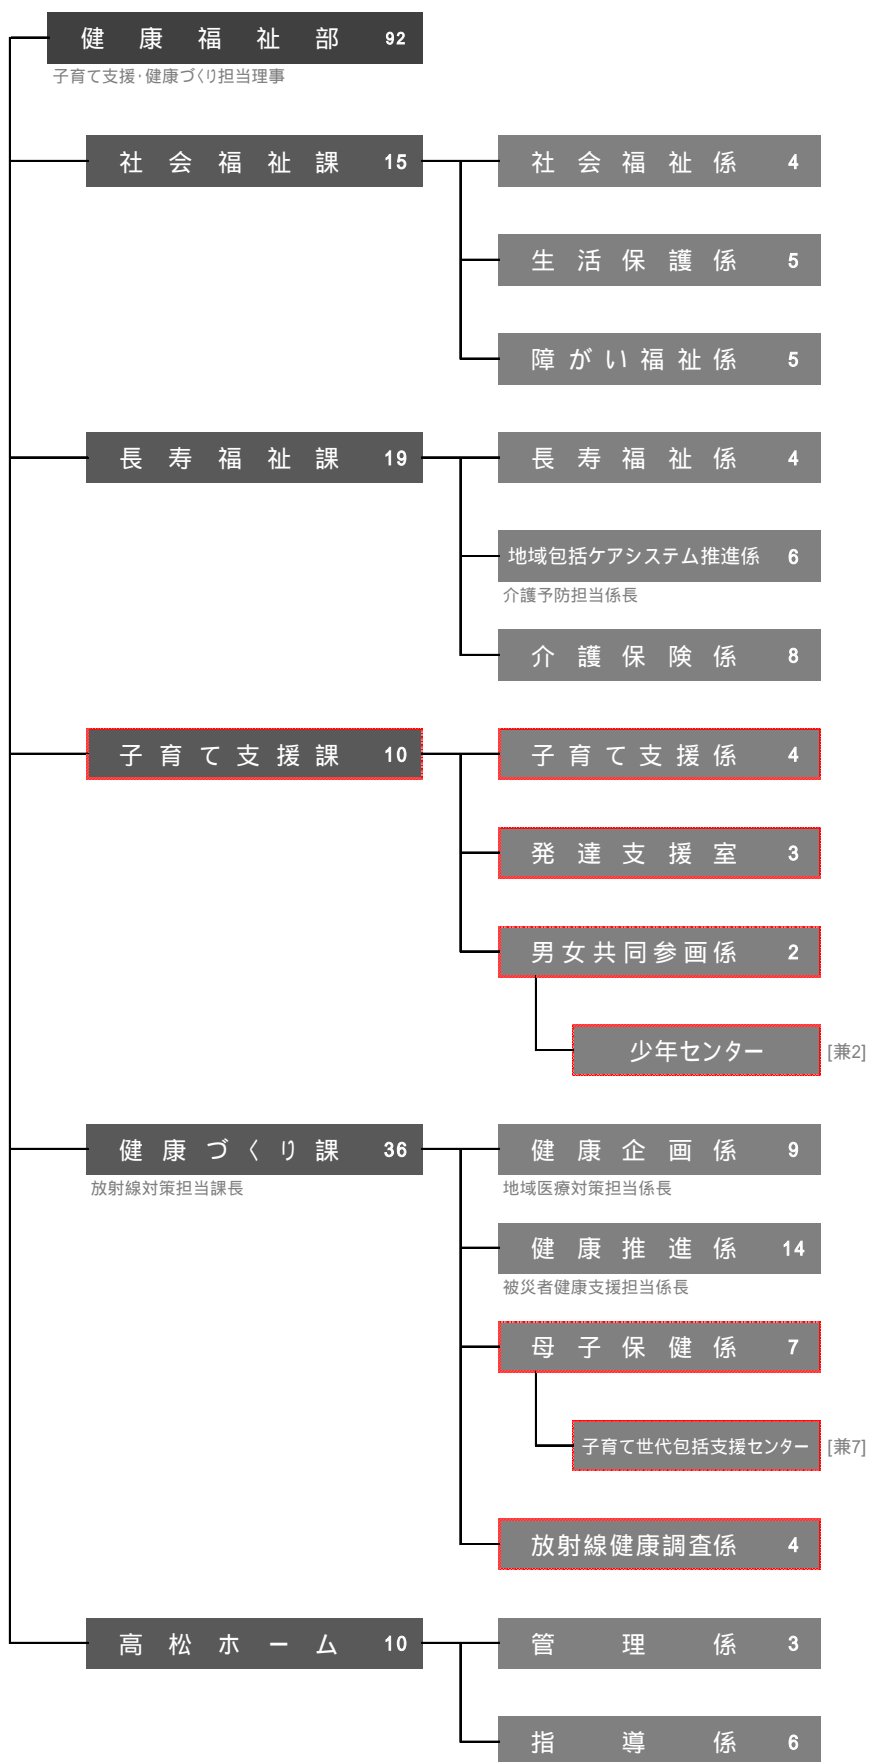 健康福祉部 92
子育て支援・健康づくり担当理事
社会福祉課 15
社会福祉係 4
生活保護係 5
障がい福祉係 5
長寿福祉課 19
長寿福祉係 4
地域包括ケアシステム推進係 6
介護予防担当係長
介護保険係 8
子育て支援課 10
子育て支援係 4
発達支援室 3
男女共同参画係 2
少年センター [兼2]
健康づくり課 36
放射線対策担当課長
健康企画係 9
地域医療対策担当係長
健康推進係 14
被災者健康支援担当係長
母子保健係 7
子育て世代包括支援センター [兼7]
放射線健康調査係 4
高松ホーム 10
管理係 3
指導係 6